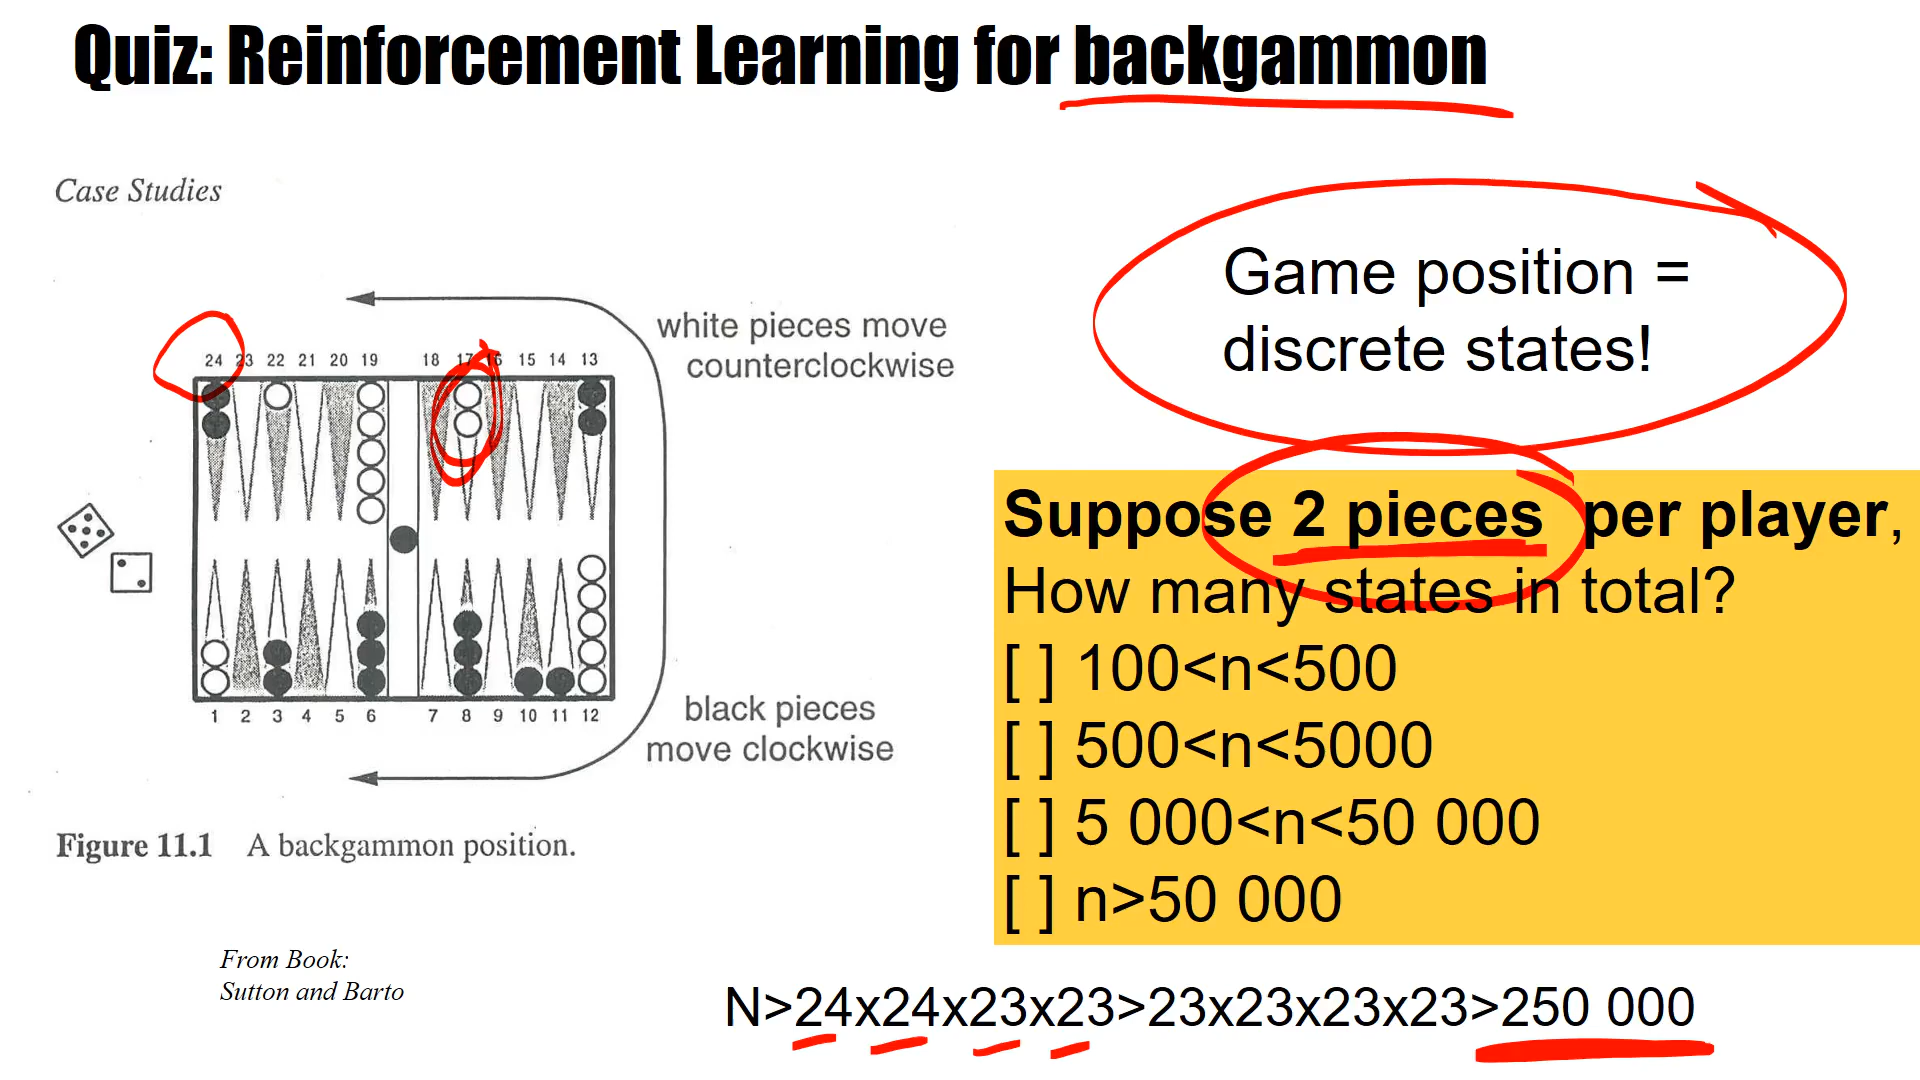 Quiz: Reinforcement Learning for backgammon
Case Studies
white pieces move
counterclockwise
24 23 22 21 20 19 18 17 16 15 14 13
1 2 3 4 5 6 7 8 9 10 11 12
black pieces
move clockwise
Figure 11.1 A backgammon position.
From Book:
Sutton and Barto
Game position =
discrete states!
Suppose 2 pieces per player,
How many states in total?
[ ] 100<n<500
[ ] 500<n<5000
[ ] 5 000<n<50 000
[ ] n>50 000
N>24x24x23x23>23x23x23x23>250 000